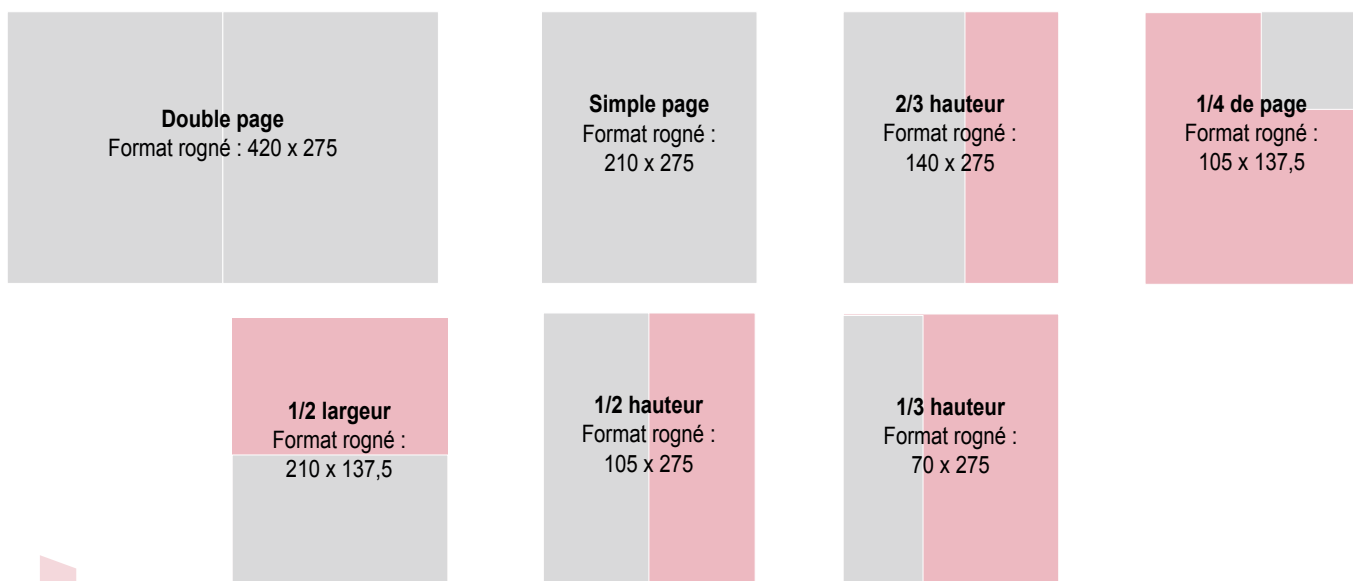 Double page
Format rogné : 420 x 275
Simple page
Format rogné :
210 x 275
2/3 hauteur
Format rogné :
140 x 275
1/4 de page
Format rogné :
105 x 137,5
1/2 largeur
Format rogné :
210 x 137,5
1/2 hauteur
Format rogné :
105 x 275
1/3 hauteur
Format rogné :
70 x 275